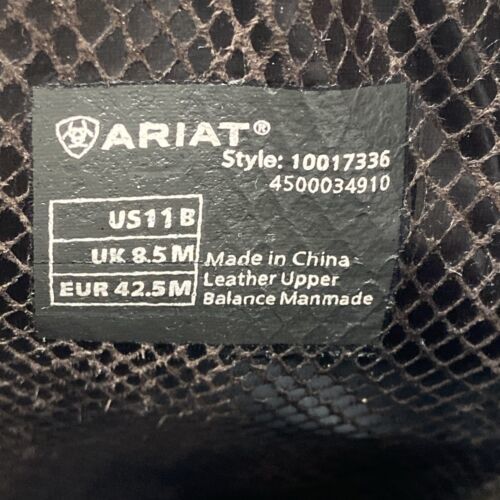 ARIAT®
Style: 10017336
4500034910
US 11 B
UK 8.5 M
EUR 42.5 M
Made in China
Leather Upper
Balance Manmade